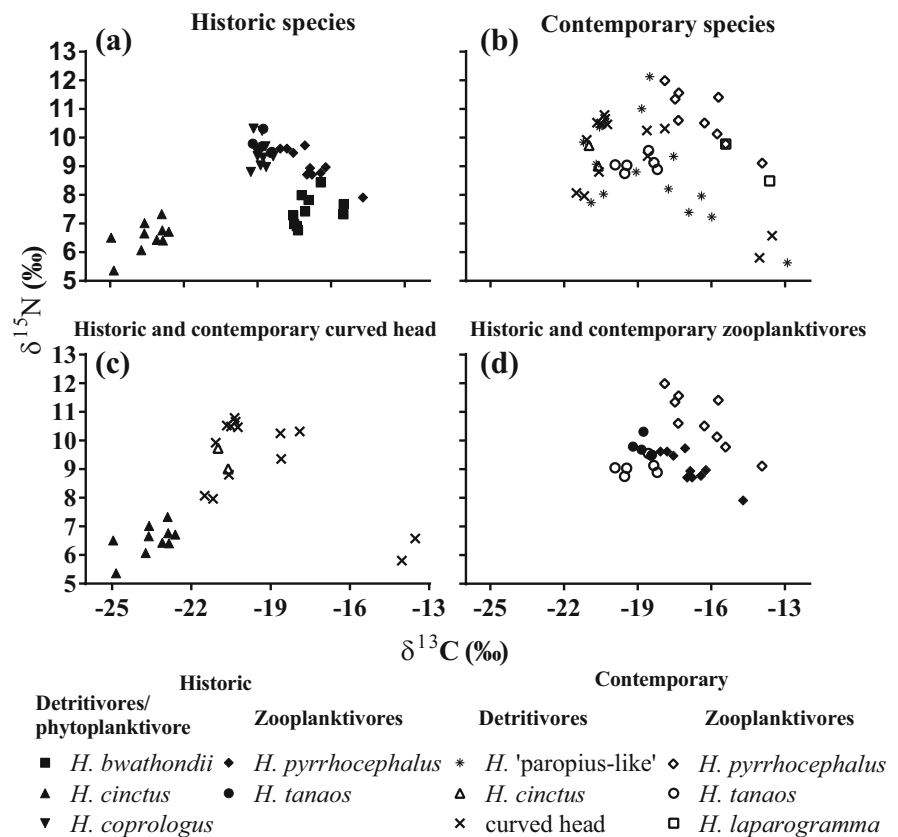 Historic species
Contemporary species
(a)
(b)
13
12
11
10
9
8
7
6
5
δ15N (‰)
Historic and contemporary curved head
Historic and contemporary zooplanktivores
(c)
(d)
13
12
11
10
9
8
7
6
5
-25 -22 -19 -16 -13
-25 -22 -19 -16 -13
δ13C (‰)
Historic
Contemporary
Detritivores/
phytoplanktivore
Zooplanktivores
Detritivores
Zooplanktivores
H. bwathondii H. pyrrhocephalus H. 'paropius-like' H. pyrrhocephalus
H. cinctus H. tanaos H. cinctus H. tanaos
H. coprologus curved head H. laparogramma